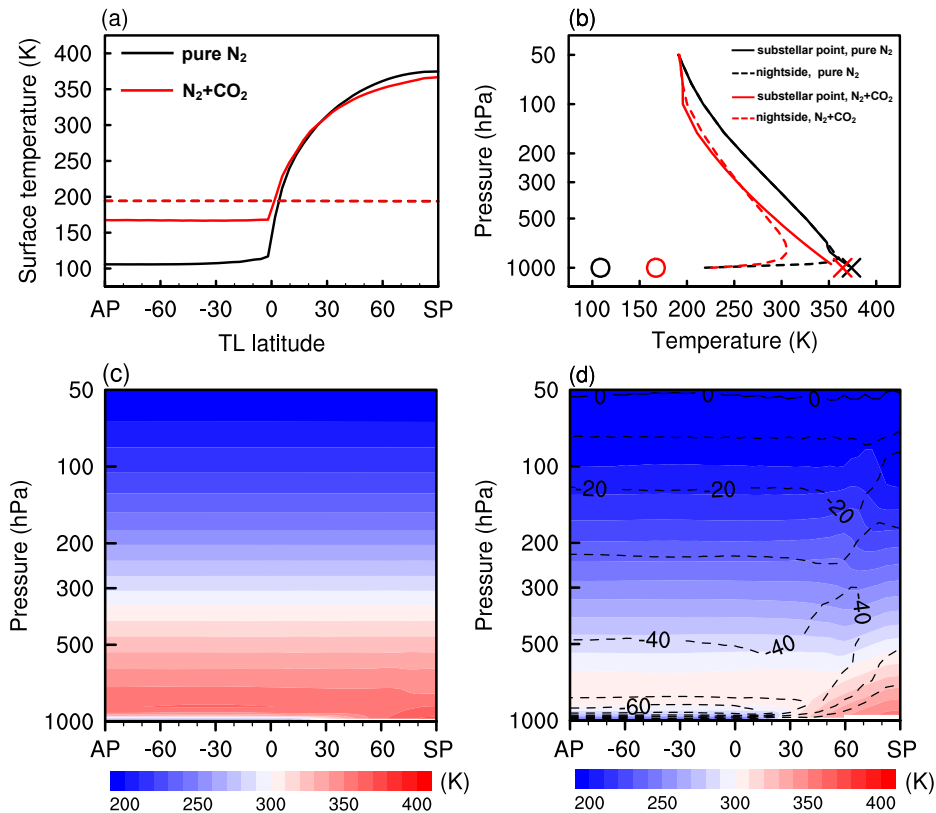 (a)
Surface temperature (K)
400
350
300
250
200
150
100
pure N₂
N₂+CO₂
AP -60 -30 0 30 60 SP
TL latitude
(b)
Pressure (hPa)
50
100
200
300
500
1000
substellar point, pure N₂
nightside, pure N₂
substellar point, N₂+CO₂
nightside, N₂+CO₂
100 150 200 250 300 350 400
Temperature (K)
(c)
Pressure (hPa)
50
100
200
300
500
1000
AP -60 -30 0 30 60 SP
200 250 300 350 400
(K)
(d)
Pressure (hPa)
50
100
200
300
500
1000
0 0 0
-20 -20 -20
-40 -40 -40
-60
AP -60 -30 0 30 60 SP
200 250 300 350 400
(K)